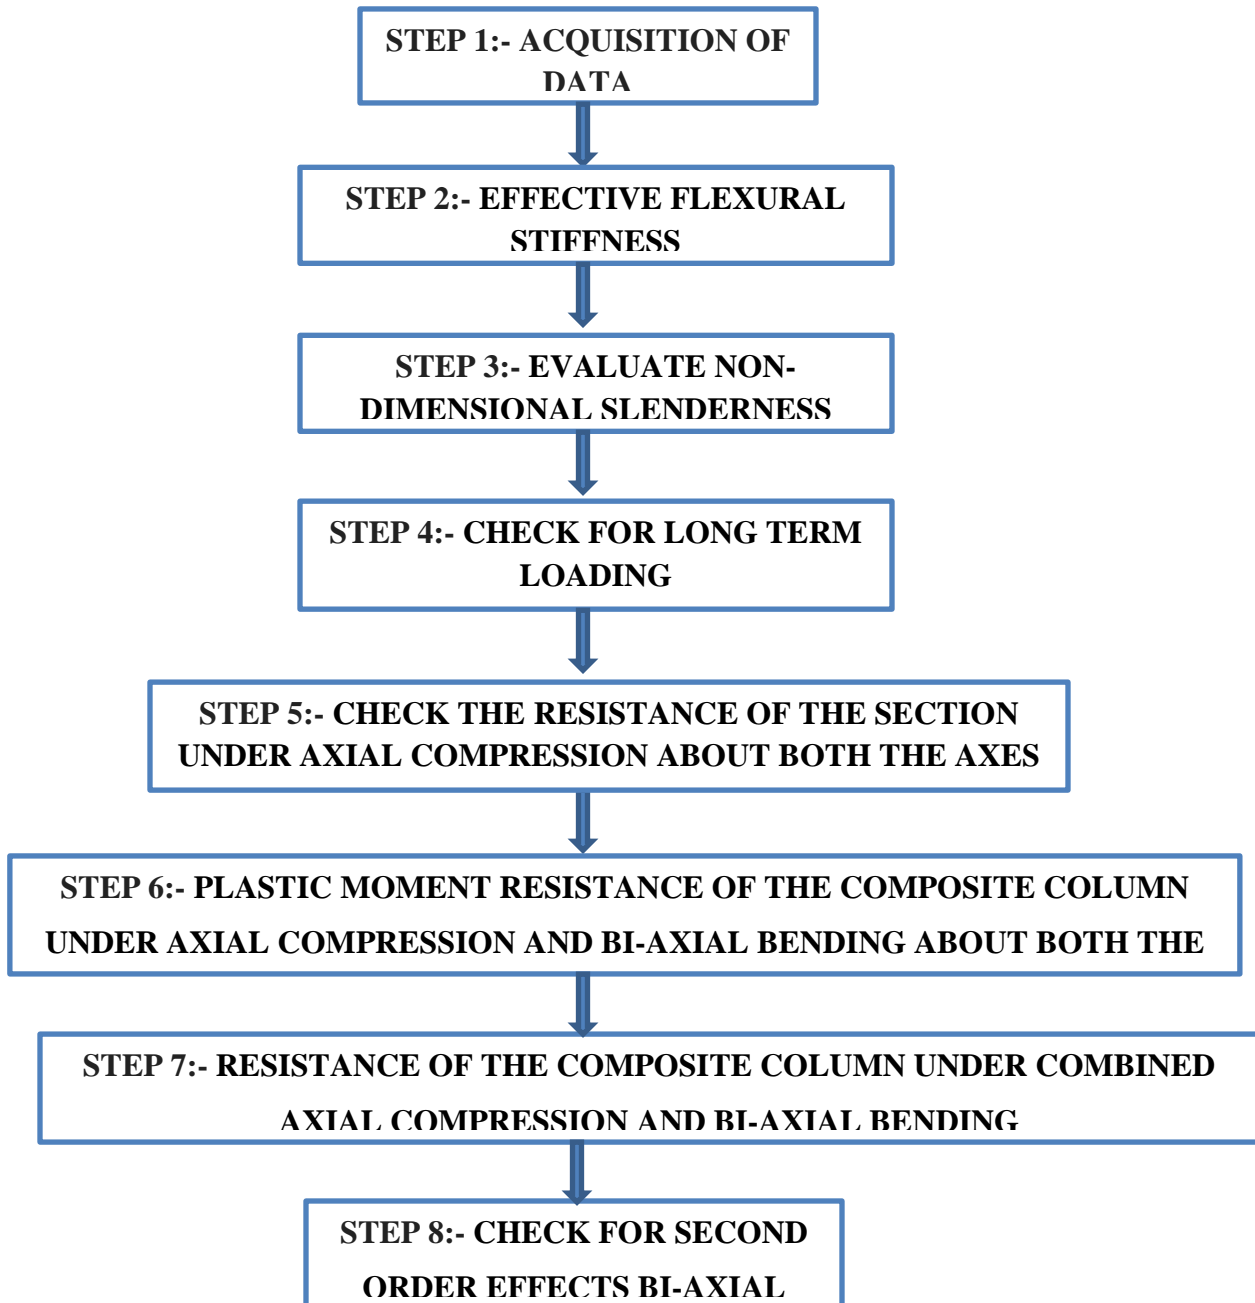 STEP 1:- ACQUISITION OF
DATA
STEP 2:- EFFECTIVE FLEXURAL
STIFFNESS
STEP 3:- EVALUATE NON-
DIMENSIONAL SLENDERNESS
STEP 4:- CHECK FOR LONG TERM
LOADING
STEP 5:- CHECK THE RESISTANCE OF THE SECTION
UNDER AXIAL COMPRESSION ABOUT BOTH THE AXES
STEP 6:- PLASTIC MOMENT RESISTANCE OF THE COMPOSITE COLUMN
UNDER AXIAL COMPRESSION AND BI-AXIAL BENDING ABOUT BOTH THE
STEP 7:- RESISTANCE OF THE COMPOSITE COLUMN UNDER COMBINED
AXIAL COMPRESSION AND BI-AXIAL BENDING
STEP 8:- CHECK FOR SECOND
ORDER EFFECTS BI-AXIAL